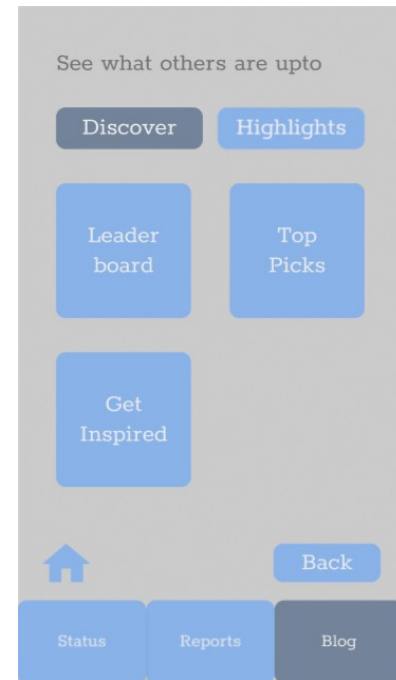 See what others are upto
Discover
Highlights
Leader
board
Top
Picks
Get
Inspired
Back
Status
Reports
Blog